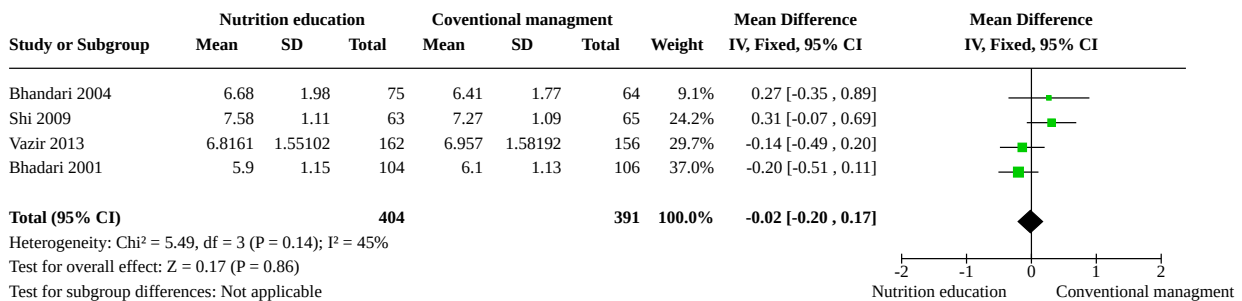 Nutrition education Coventional managment Mean Difference Mean Difference
Study or Subgroup Mean SD Total Mean SD Total Weight IV, Fixed, 95% CI IV, Fixed, 95% CI
Bhandari 2004 6.68 1.98 75 6.41 1.77 64 9.1% 0.27 [-0.35 , 0.89]
Shi 2009 7.58 1.11 63 7.27 1.09 65 24.2% 0.31 [-0.07 , 0.69]
Vazir 2013 6.8161 1.55102 162 6.957 1.58192 156 29.7% -0.14 [-0.49 , 0.20]
Bhadari 2001 5.9 1.15 104 6.1 1.13 106 37.0% -0.20 [-0.51 , 0.11]
Total (95% CI) 404 391 100.0% -0.02 [-0.20 , 0.17]
Heterogeneity: Chi² = 5.49, df = 3 (P = 0.14); I² = 45%
Test for overall effect: Z = 0.17 (P = 0.86)
-2 -1 0 1 2
Test for subgroup differences: Not applicable Nutrition education Coventional managment